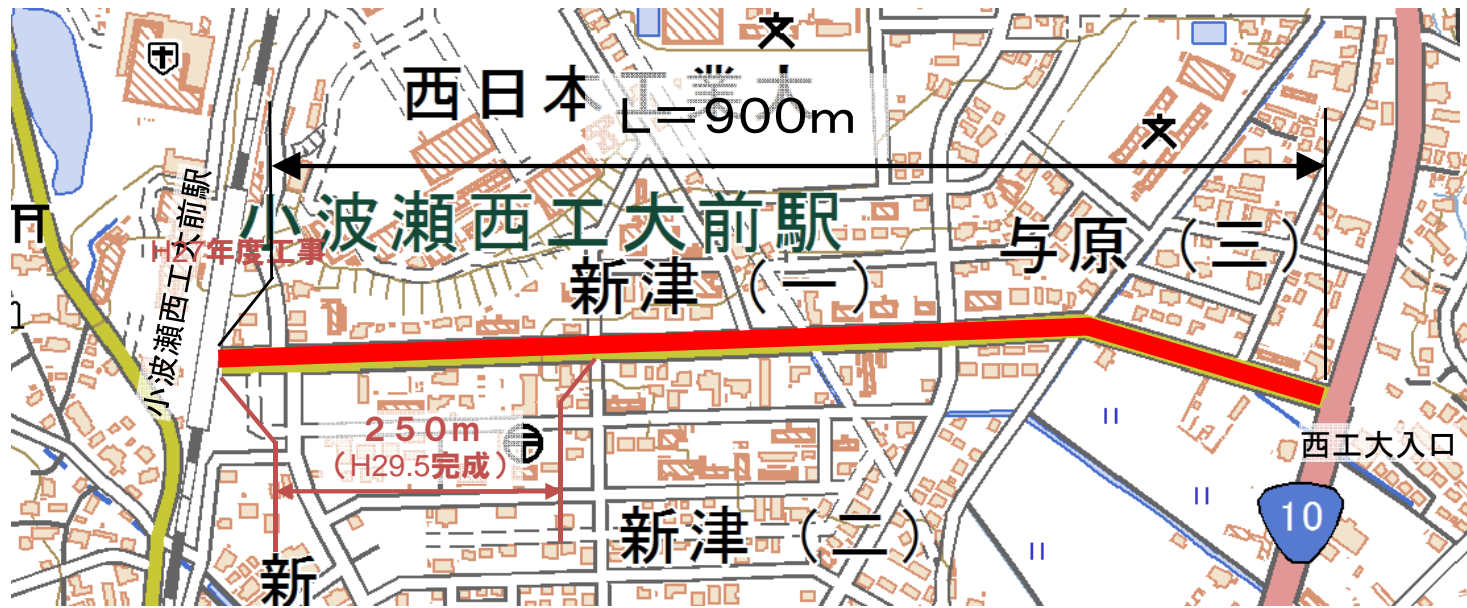 西日本工業大
L＝900m
小波瀬西工大前駅
小波瀬西工大前駅
H27年度工事
新津（一）
与原（三）
250m
（H29.5完成）
西工大入口
10
新津（二）
新